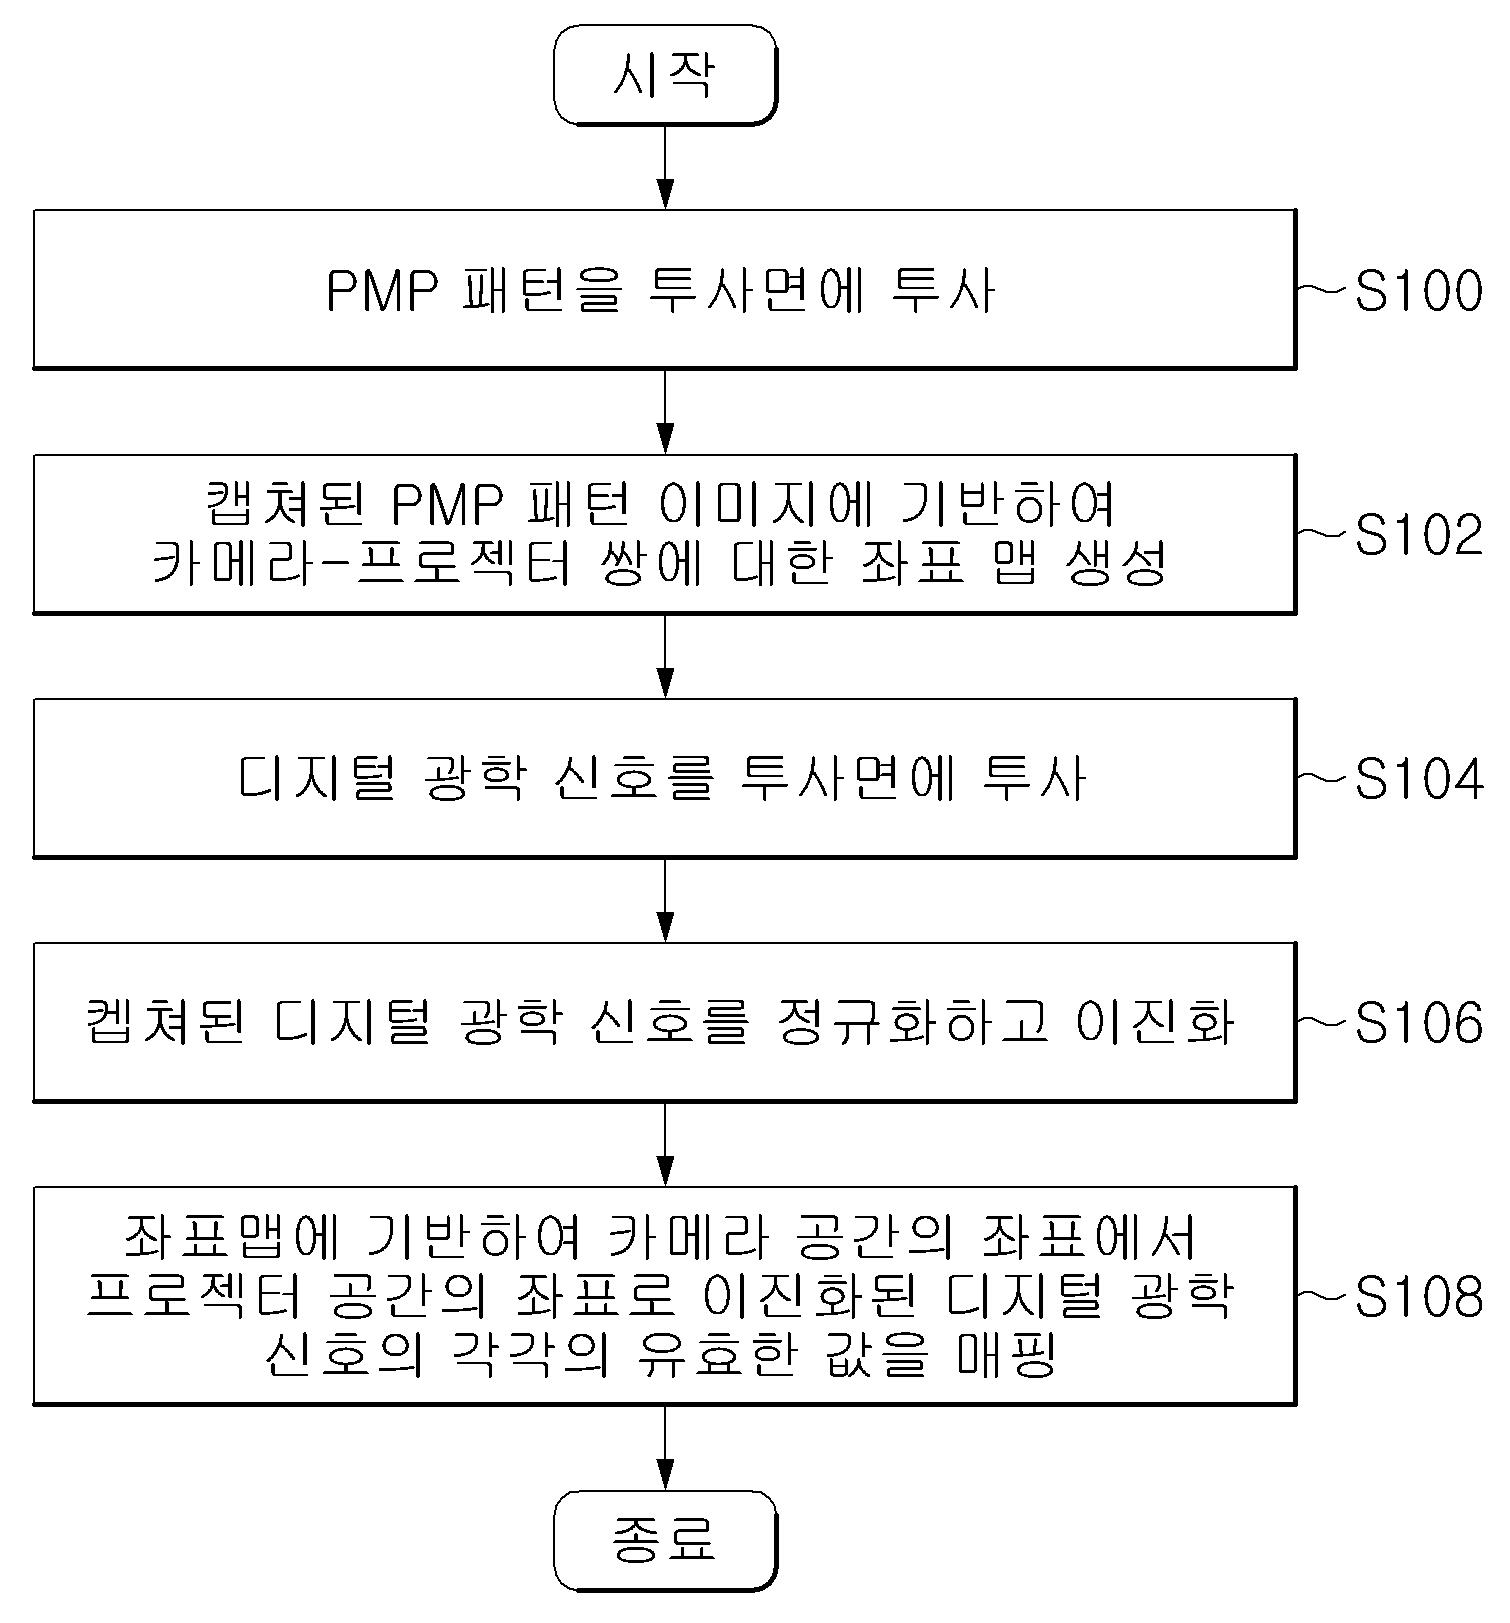 시작
PMP 패턴을 투사면에 투사
S100
캡쳐된 PMP 패턴 이미지에 기반하여
카메라-프로젝터 쌍에 대한 좌표 맵 생성
S102
디지털 광학 신호를 투사면에 투사
S104
켑쳐된 디지털 광학 신호를 정규화하고 이진화
S106
좌표맵에 기반하여 카메라 공간의 좌표에서
프로젝터 공간의 좌표로 이진화된 디지털 광학
신호의 각각의 유효한 값을 매핑
S108
종료